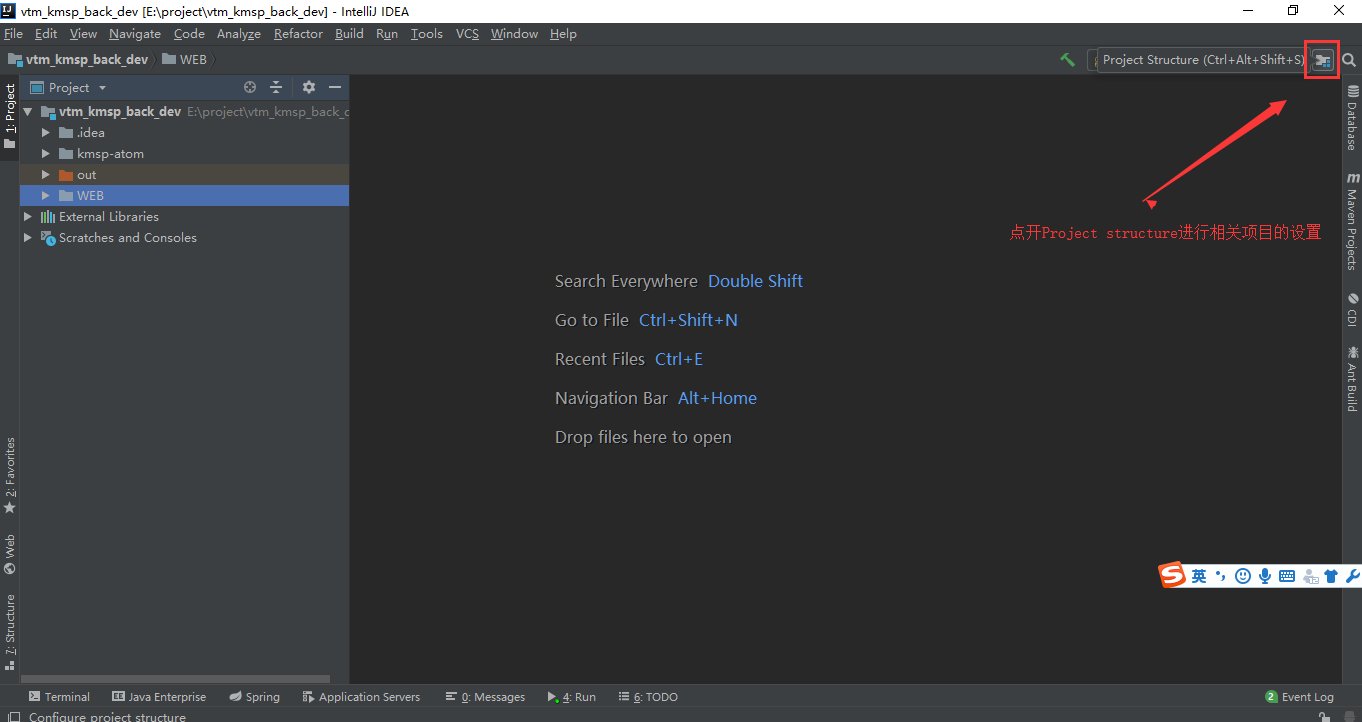 vtm_kmsp_back_dev [E:\project\vtm_kmsp_back_dev] - IntelliJ IDEA
File Edit View Navigate Code Analyze Refactor Build Run Tools VCS Window Help
vtm_kmsp_back_dev WEB
Project Structure (Ctrl+Alt+Shift+S)
Project
vtm_kmsp_back_dev E:\project\vtm_kmsp_back_
.idea
kmsp-atom
out
WEB
External Libraries
Scratches and Consoles
1: Project
2: Favorites
Web
7: Structure
点开Project structure进行相关项目的设置
Search Everywhere Double Shift
Go to File Ctrl+Shift+N
Recent Files Ctrl+E
Navigation Bar Alt+Home
Drop files here to open
Database
m Maven Projects
CDI
Ant Build
S 英
Terminal Java Enterprise Spring Application Servers 0: Messages 4: Run 6: TODO 2 Event Log
Configure project structure